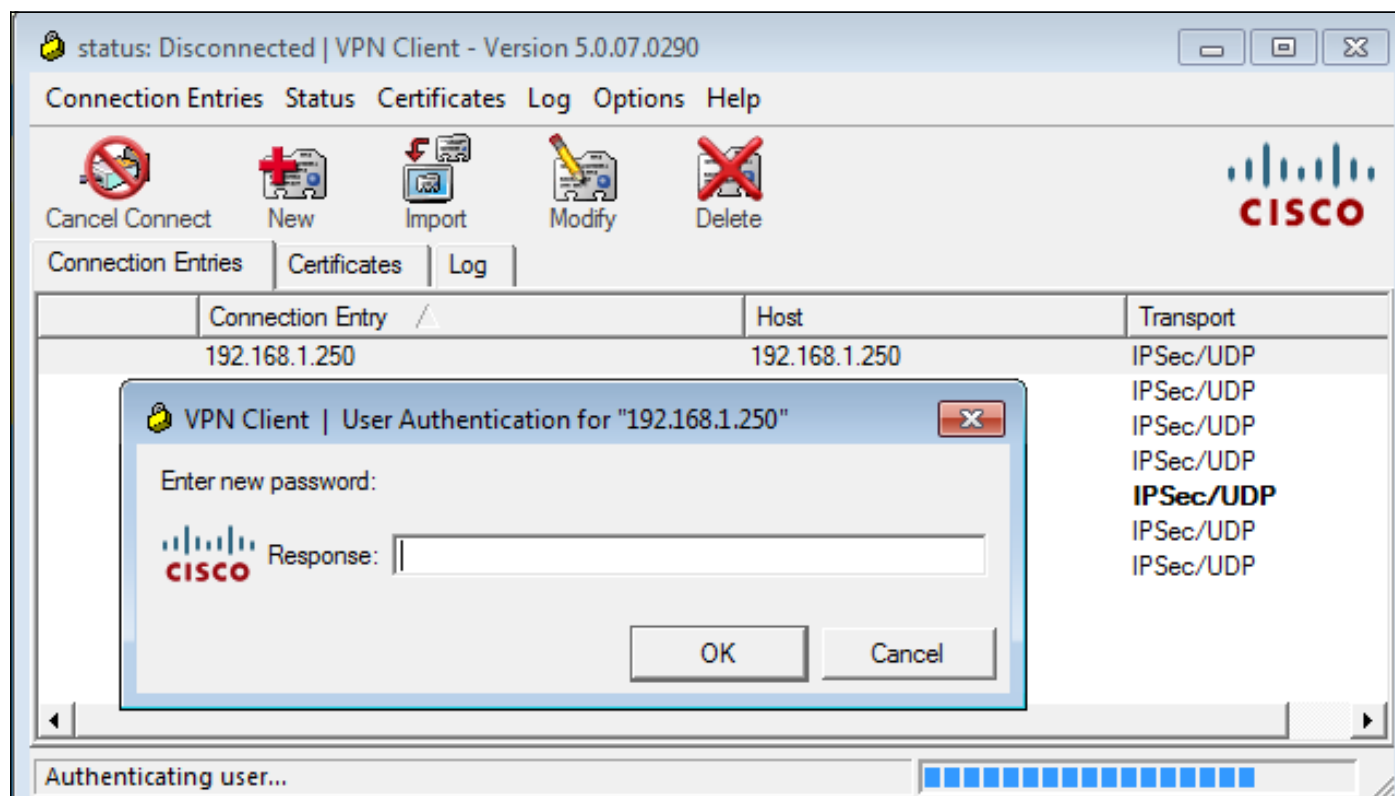 status: Disconnected | VPN Client - Version 5.0.07.0290
Connection Entries Status Certificates Log Options Help
Cancel Connect New Import Modify Delete
CISCO
Connection Entries Certificates Log
Connection Entry Host Transport
192.168.1.250 192.168.1.250 IPSec/UDP
IPSec/UDP
IPSec/UDP
IPSec/UDP
IPSec/UDP
IPSec/UDP
IPSec/UDP
VPN Client | User Authentication for "192.168.1.250"
Enter new password:
CISCO Response:
OK Cancel
Authenticating user...